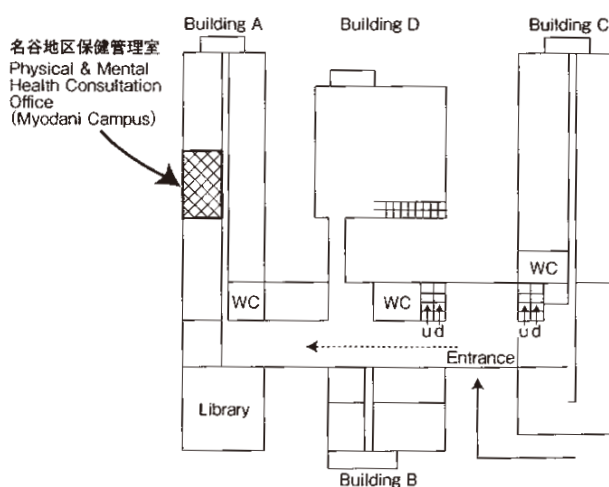 Building A
Building D
Building C
名谷地区保健管理室
Physical & Mental
Health Consultation
Office
(Myodani Campus)
WC
WC
WC
u d
u d
Entrance
Library
Building B